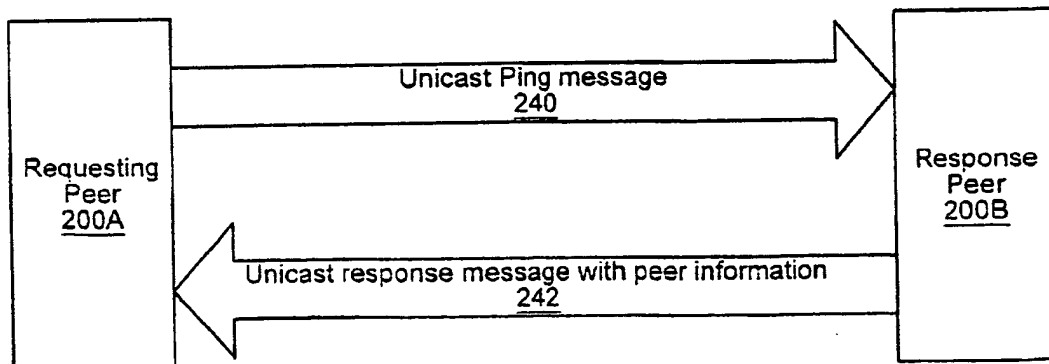 Unicast Ping message
240
Requesting
Peer
200A
Response
Peer
200B
Unicast response message with peer information
242